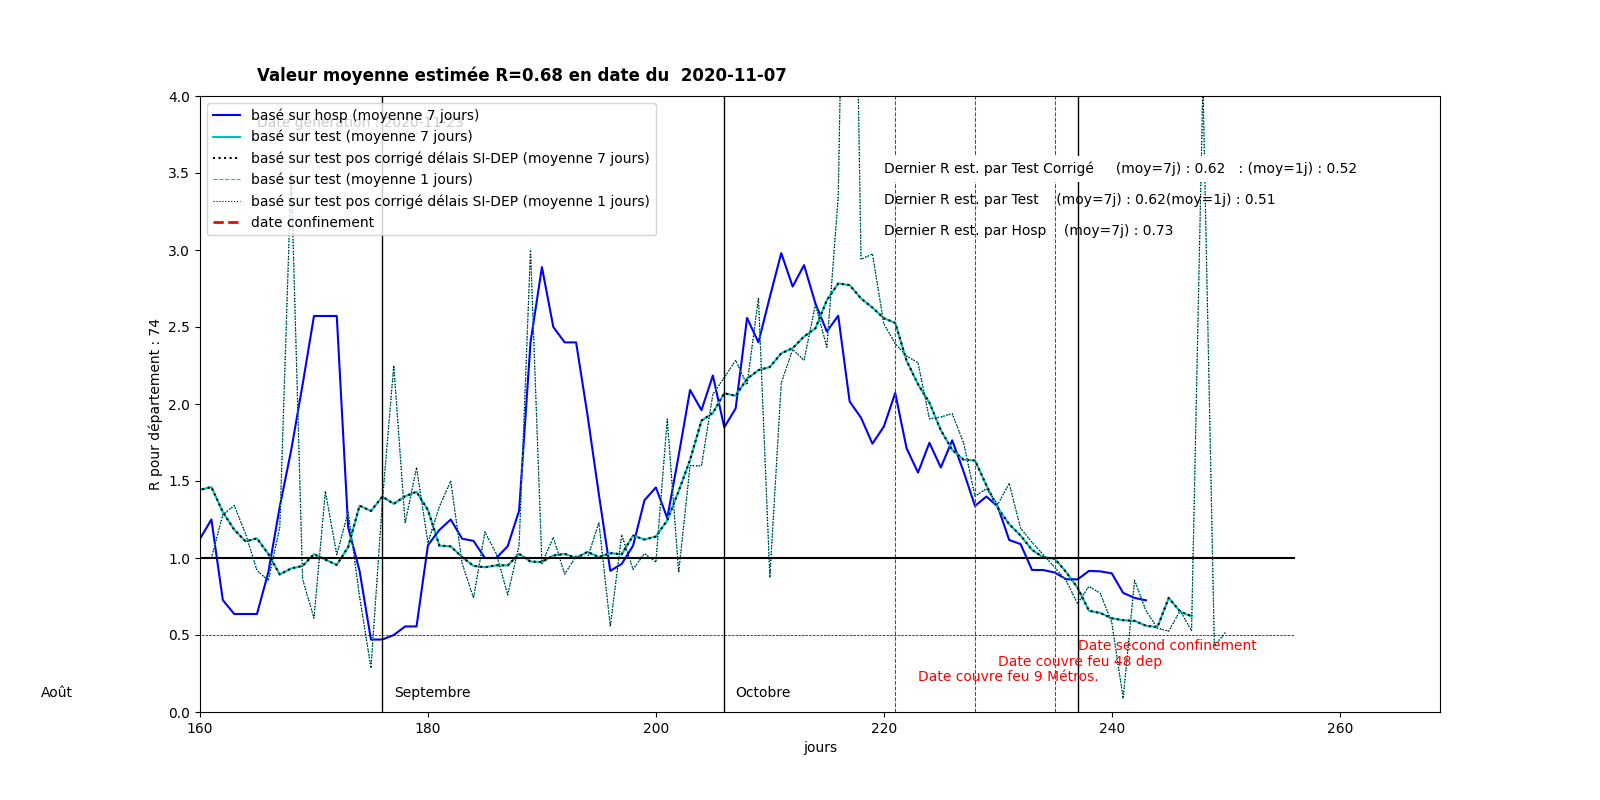 Valeur moyenne estimée R=0.68 en date du  2020-11-07
4.0
basé sur hosp (moyenne 7 jours)
Date génération : 2020-11-23
basé sur test (moyenne 7 jours)
basé sur test pos corrigé délais SI-DEP (moyenne 7 jours)
basé sur test (moyenne 1 jours)
basé sur test pos corrigé délais SI-DEP (moyenne 1 jours)
date confinement
Dernier R est. par Test Corrigé (moy=7j) : 0.62 : (moy=1j) : 0.52
Dernier R est. par Test (moy=7j) : 0.62(moy=1j) : 0.51
Dernier R est. par Hosp (moy=7j) : 0.73
3.5
3.0
2.5
2.0
1.5
1.0
0.5
0.0
R pour département : 74
Date second confinement
Date couvre feu 48 dep
Date couvre feu 9 Métros.
Août
Septembre
Octobre
160 180 200 220 240 260
jours